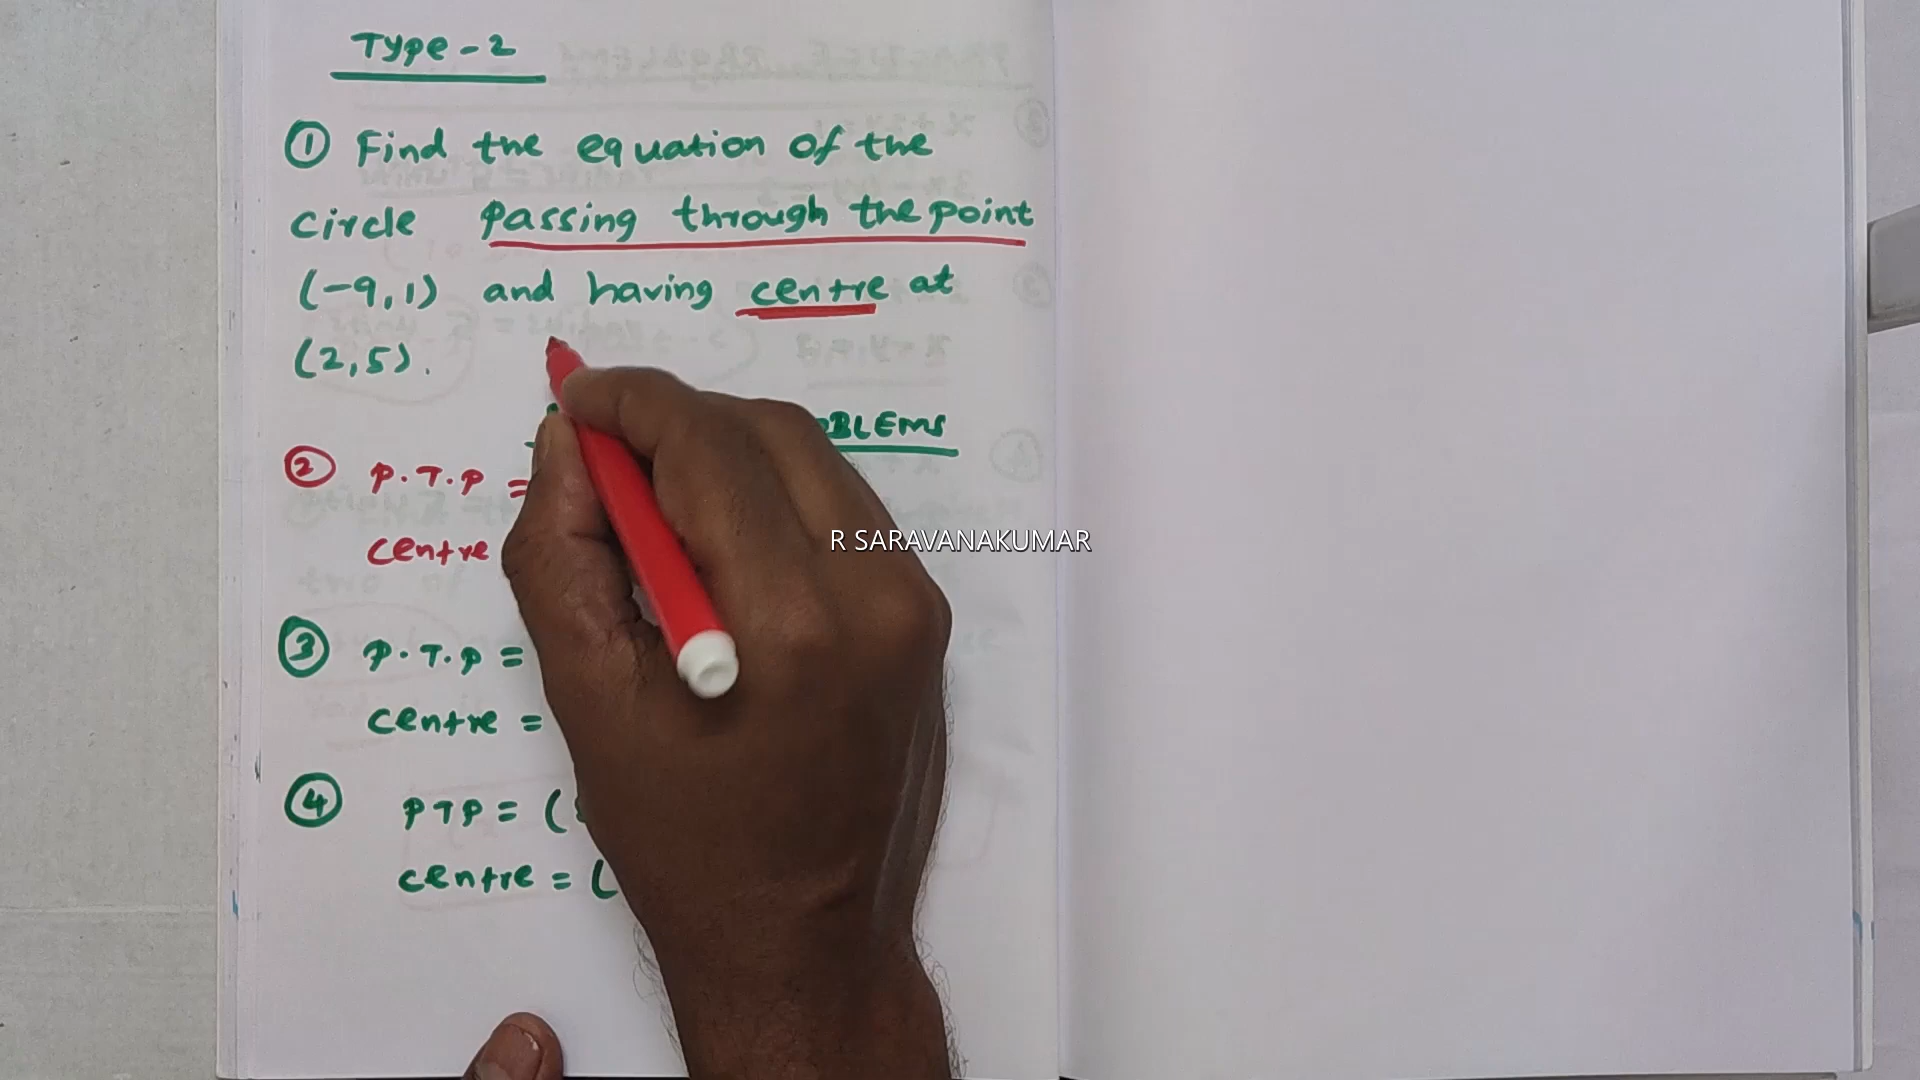 Type-2
① Find the equation of the
circle passing through the point
(-9,1) and having centre at
(2,5).
② P.T.P =
centre
R SARAVANAKUMAR
③ P.T.P =
centre =
④ PTP = (
centre = (